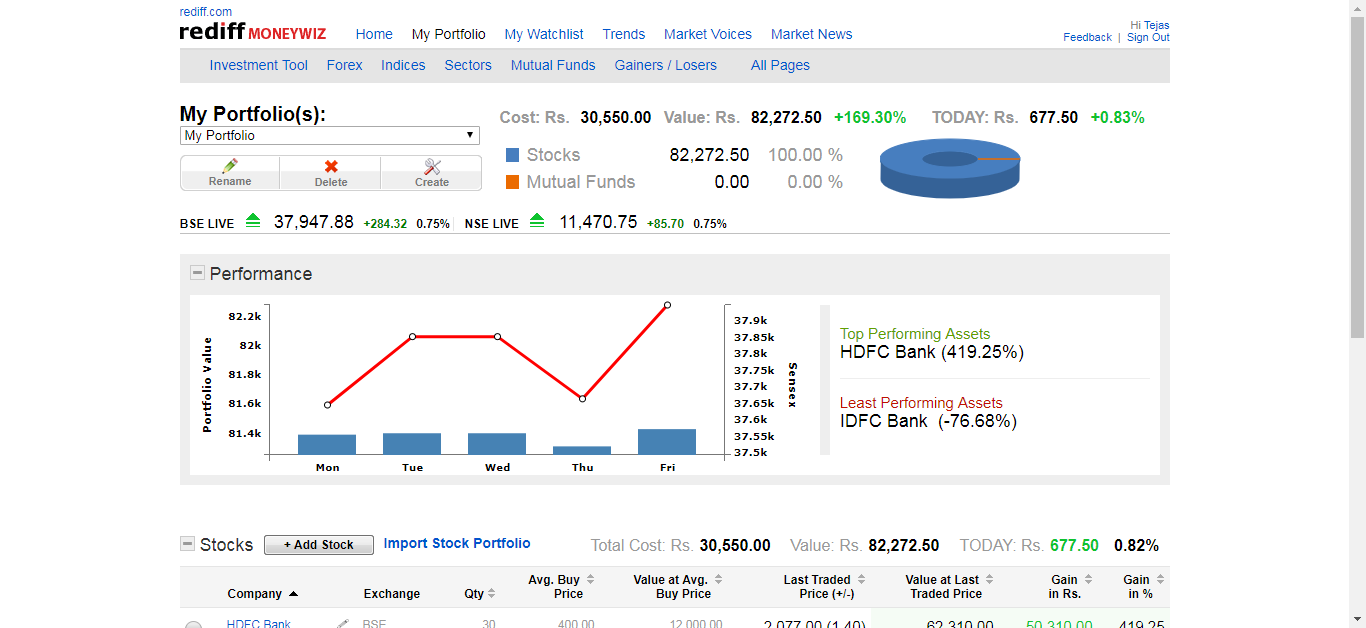 rediff.com
rediff MONEYWIZ Home My Portfolio My Watchlist Trends Market Voices Market News
Hi Tejas
Feedback | Sign Out
Investment Tool Forex Indices Sectors Mutual Funds Gainers / Losers All Pages
My Portfolio(s):
My Portfolio
Rename Delete Create
Cost: Rs. 30,550.00 Value: Rs. 82,272.50 +169.30% TODAY: Rs. 677.50 +0.83%
Stocks 82,272.50 100.00 %
Mutual Funds 0.00 0.00 %
BSE LIVE 37,947.88 +284.32 0.75% NSE LIVE 11,470.75 +85.70 0.75%
Performance
Portfolio Value
82.2k
82k
81.8k
81.6k
81.4k
Mon Tue Wed Thu Fri
37.9k
37.85k
37.8k
37.75k
37.7k
37.65k
37.6k
37.55k
37.5k
Sensex
Top Performing Assets
HDFC Bank (419.25%)
Least Performing Assets
IDFC Bank (-76.68%)
Stocks + Add Stock Import Stock Portfolio Total Cost: Rs. 30,550.00 Value: Rs. 82,272.50 TODAY: Rs. 677.50 0.82%
Company Exchange Qty Avg. Buy Price Value at Avg. Buy Price Last Traded Price (+/-) Value at Last Traded Price Gain in Rs. Gain in %
HDFC Bank BSE 30 400.00 12,000.00 2,077.00 (1.40) 62,310.00 50,310.00 419.25